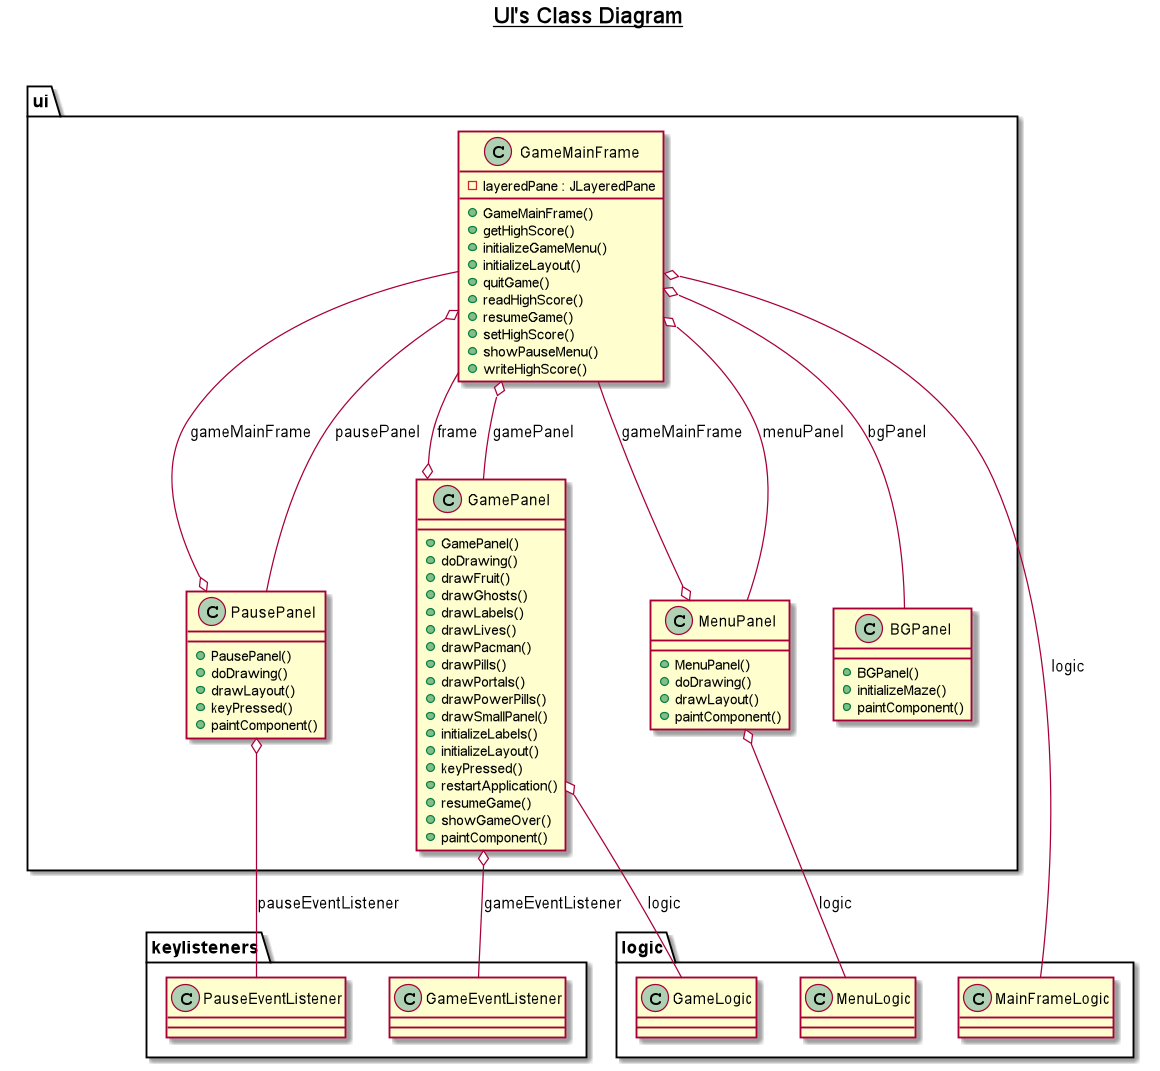 UI's Class Diagram
ui
C GameMainFrame
layeredPane : JLayeredPane
GameMainFrame()
getHighScore()
initializeGameMenu()
initializeLayout()
quitGame()
readHighScore()
resumeGame()
setHighScore()
showPauseMenu()
writeHighScore()
gameMainFrame
pausePanel
frame
gamePanel
gameMainFrame
menuPanel
bgPanel
logic
C PausePanel
PausePanel()
doDrawing()
drawLayout()
keyPressed()
paintComponent()
C GamePanel
GamePanel()
doDrawing()
drawFruit()
drawGhosts()
drawLabels()
drawLives()
drawPacman()
drawPills()
drawPortals()
drawPowerPills()
drawSmallPanel()
initializeLabels()
initializeLayout()
keyPressed()
restartApplication()
resumeGame()
showGameOver()
paintComponent()
C MenuPanel
MenuPanel()
doDrawing()
drawLayout()
paintComponent()
C BGPanel
BGPanel()
initializeMaze()
paintComponent()
pauseEventListener
gameEventListener
logic
logic
keylisteners
C PauseEventListener
C GameEventListener
logic
C GameLogic
C MenuLogic
C MainFrameLogic